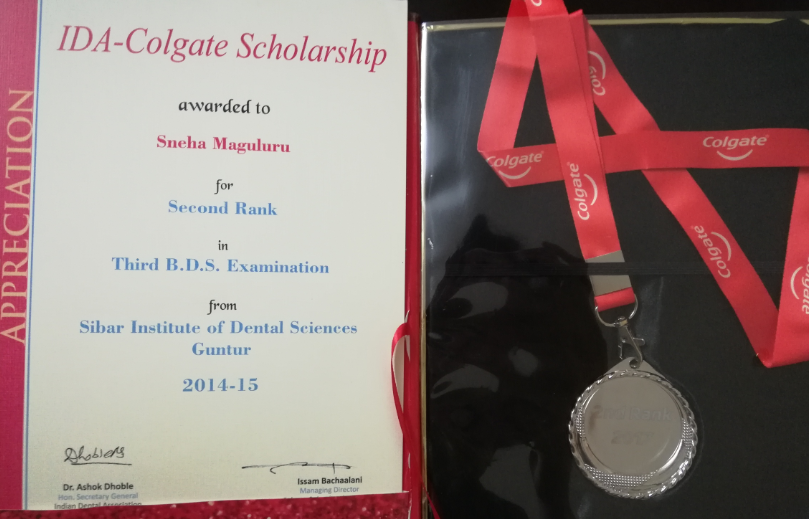 APPRECIATION
IDA-Colgate Scholarship
awarded to
Sneha Maguluru
for
Second Rank
in
Third B.D.S. Examination
from
Sibar Institute of Dental Sciences
Guntur
2014-15
Dr. Ashok Dhoble
Hon. Secretary General
Indian Dental Association
Issam Bachaalani
Managing Director
Colgate
Colgate
Colgate
Colgate
Colgate
Colgate